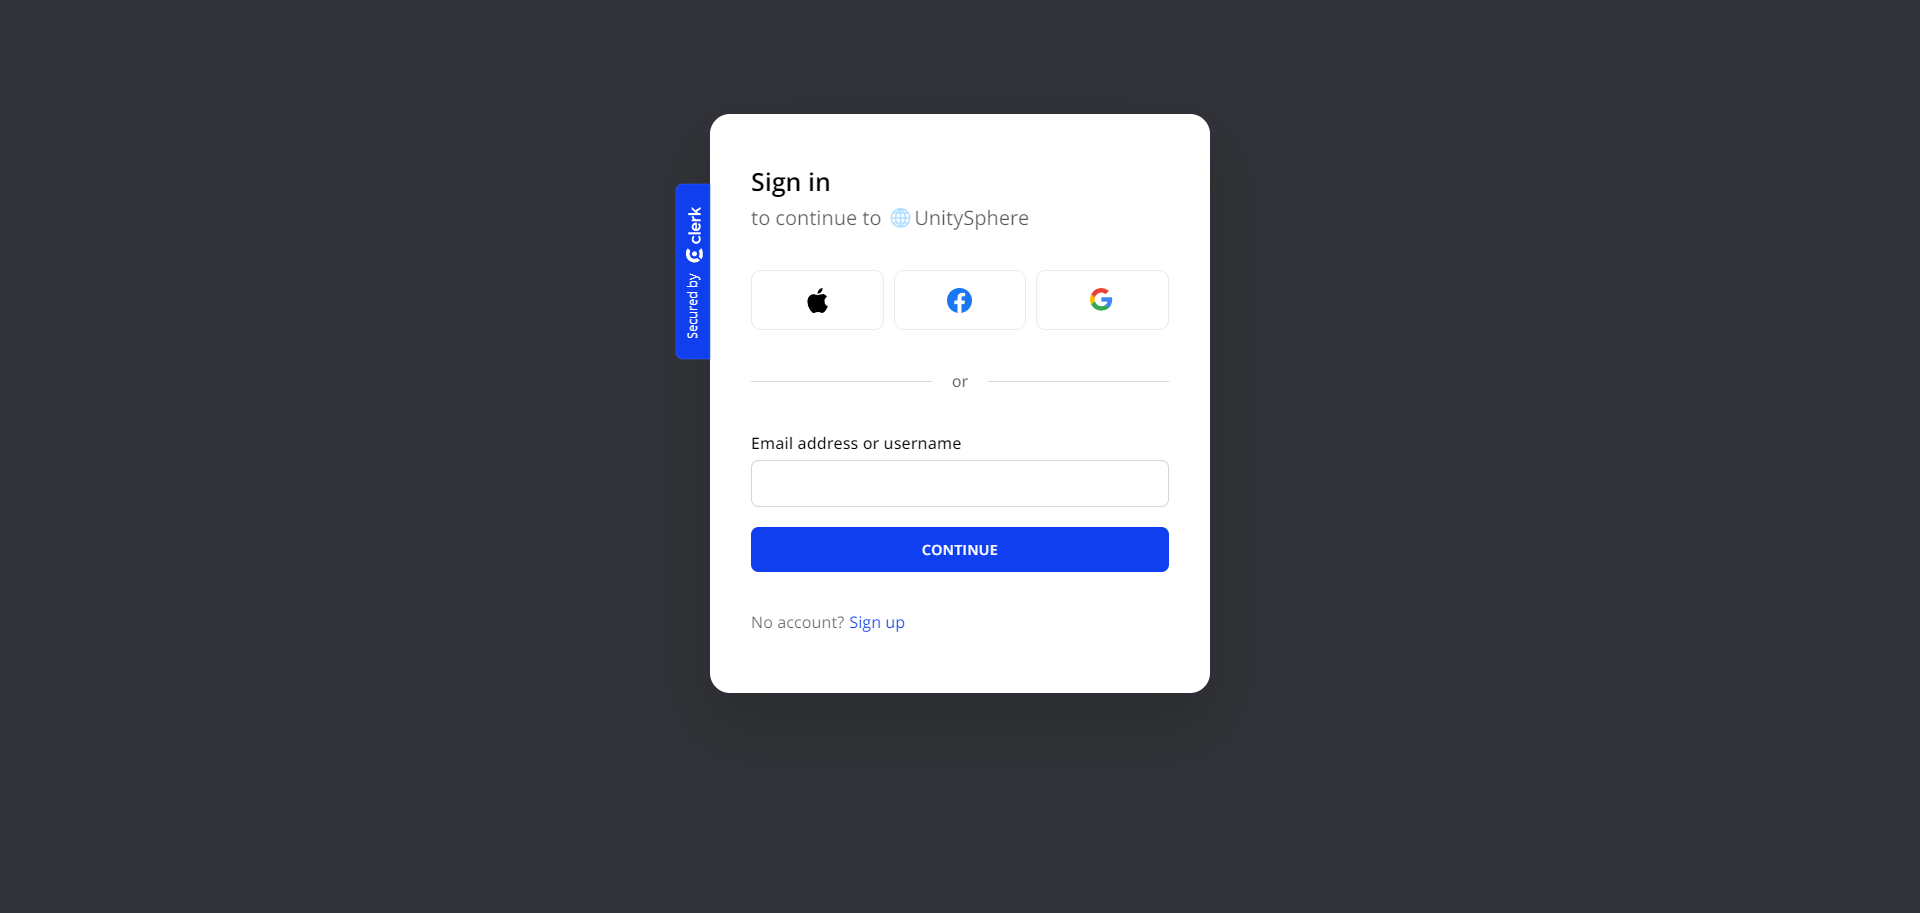 Sign in
to continue to 🌐 UnitySphere
Secured by clerk
or
Email address or username
CONTINUE
No account? Sign up